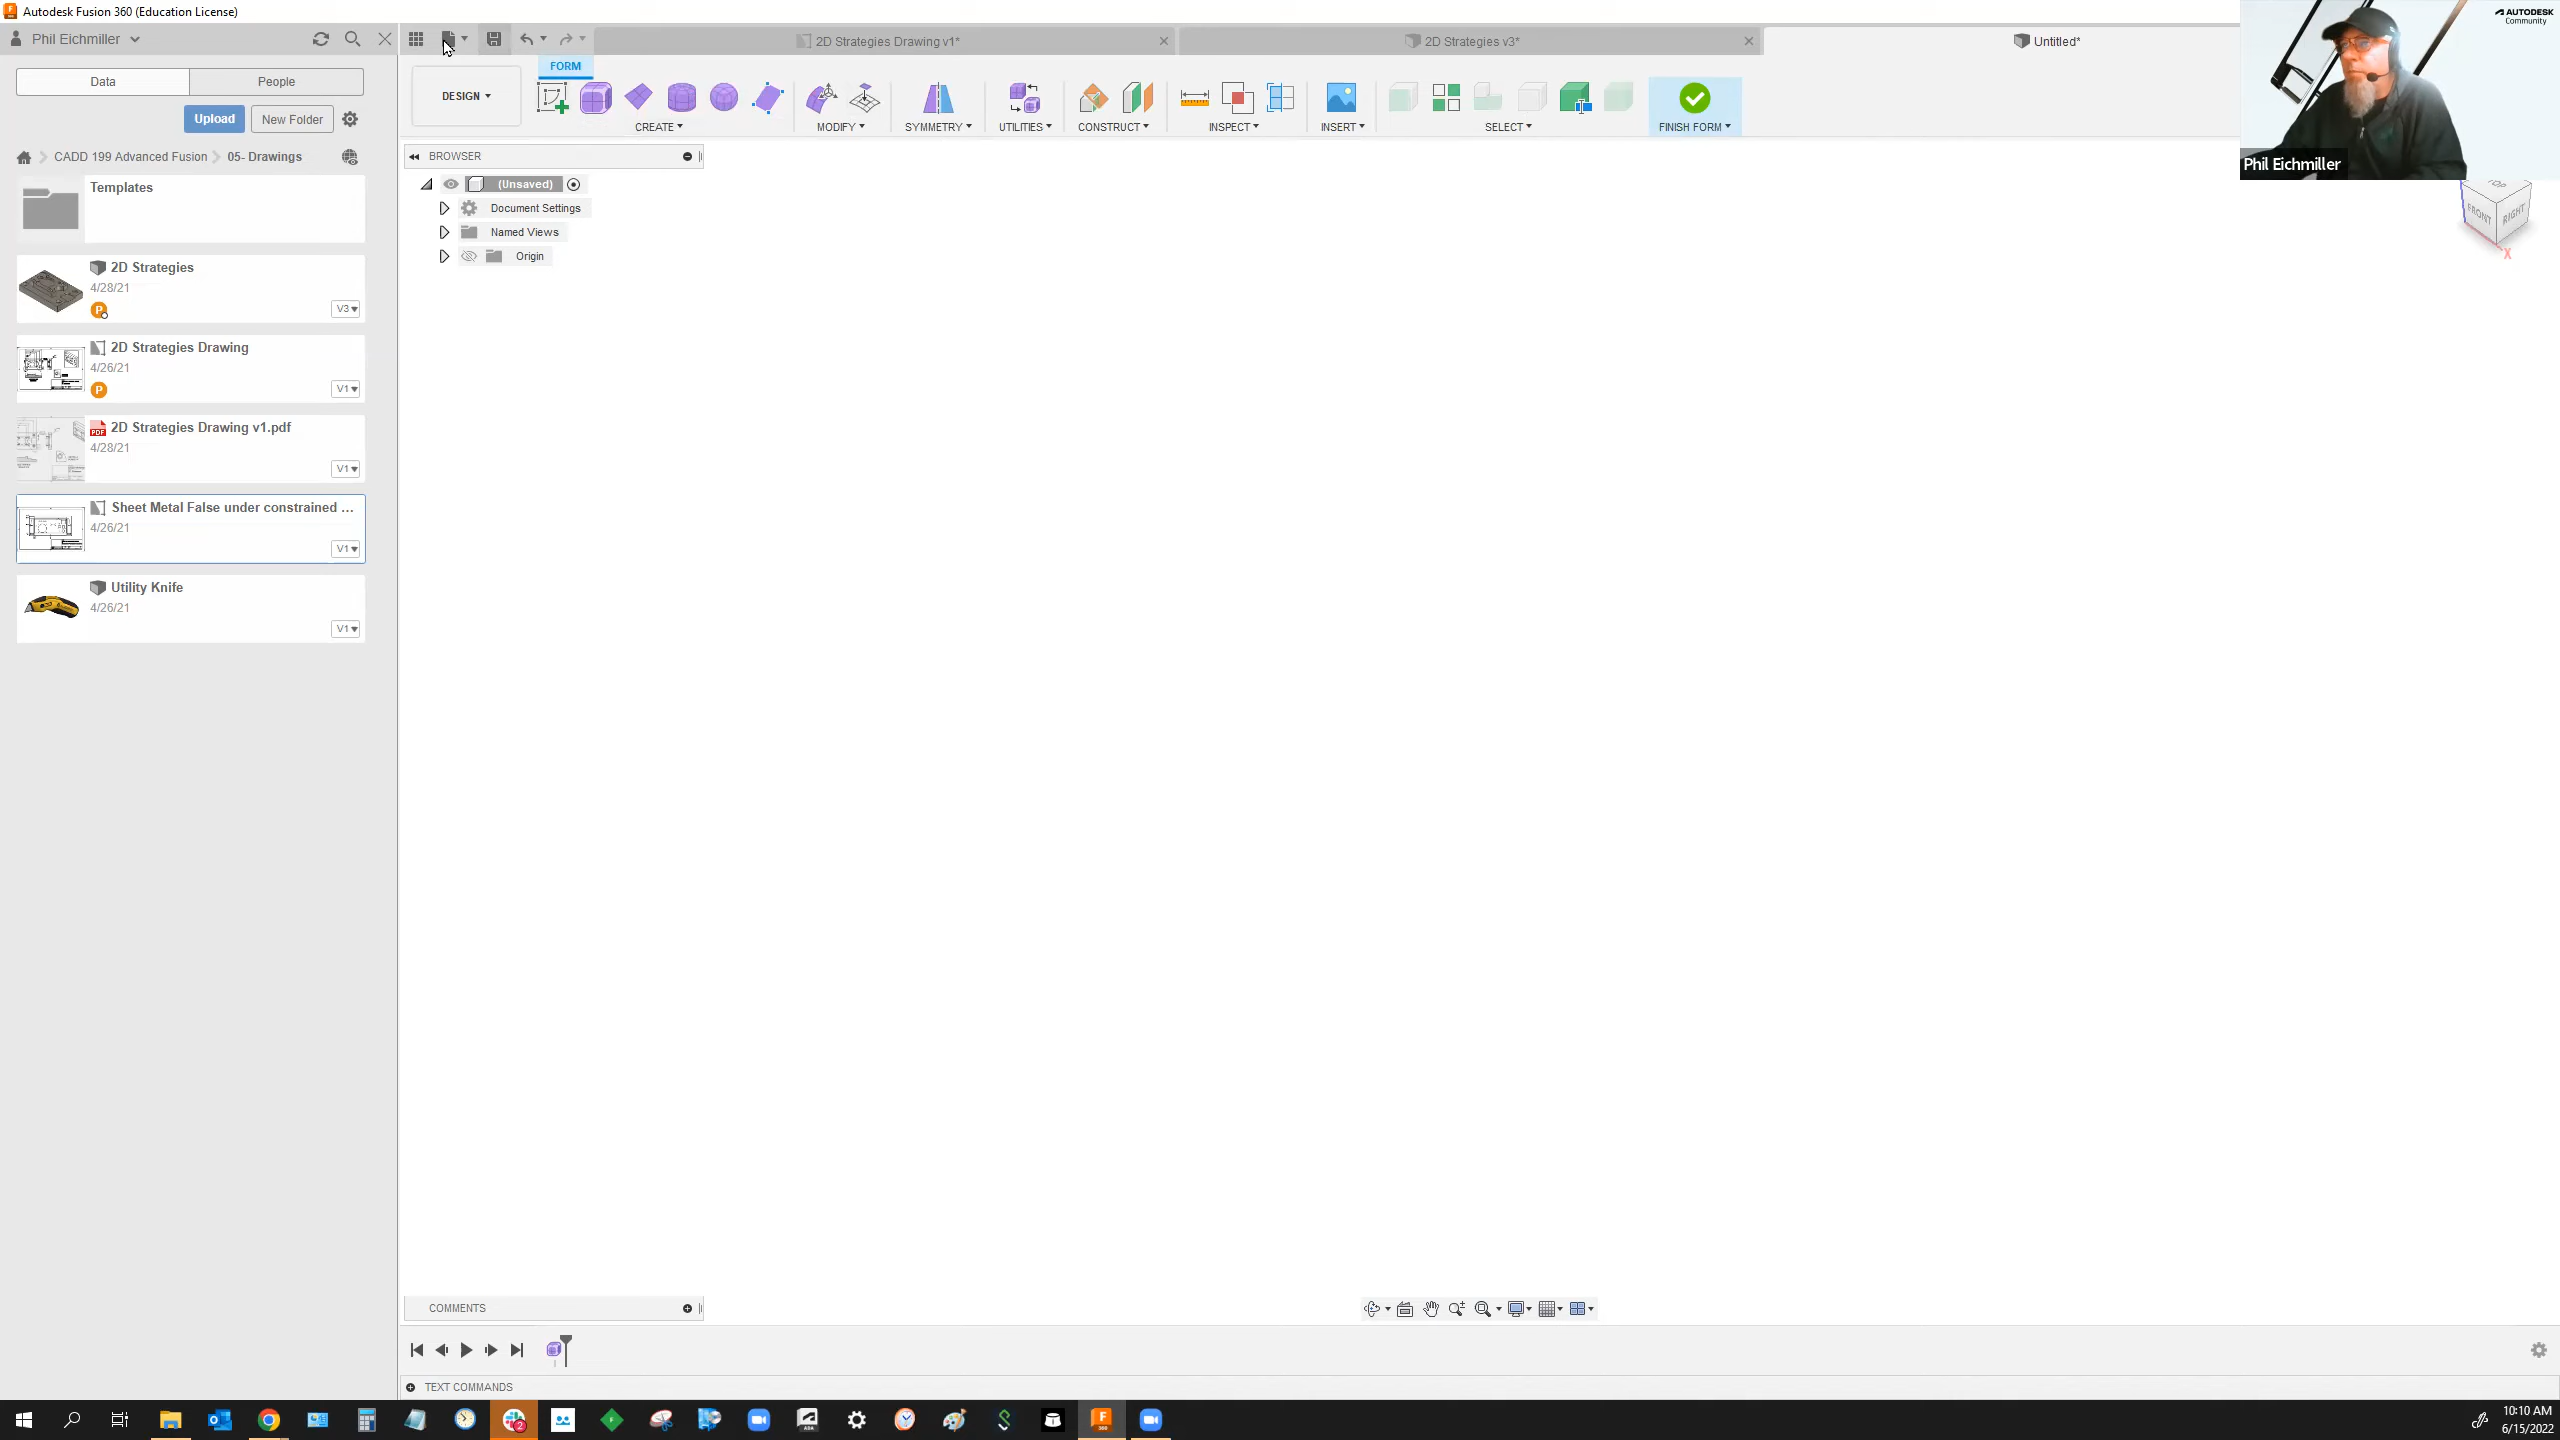 Autodesk Fusion 360 (Education License)
Phil Eichmiller
2D Strategies Drawing v1*
2D Strategies v3*
Untitled*
AUTODESK
Community
Data
People
FORM
DESIGN
Upload
New Folder
CREATE
MODIFY
SYMMETRY
UTILITIES
CONSTRUCT
INSPECT
INSERT
SELECT
FINISH FORM
CADD 199 Advanced Fusion
05- Drawings
BROWSER
Phil Eichmiller
Templates
(Unsaved)
TOP
FRONT
RIGHT
X
Document Settings
Named Views
Origin
2D Strategies
4/28/21
P
V3
2D Strategies Drawing
4/26/21
P
V1
PDF
2D Strategies Drawing v1.pdf
4/28/21
V1
Sheet Metal False under constrained ...
4/26/21
V1
Utility Knife
4/26/21
V1
COMMENTS
TEXT COMMANDS
10:10 AM
6/15/2022